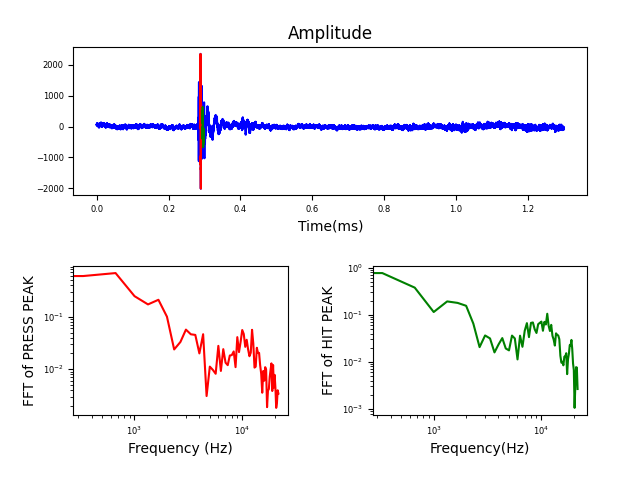 Amplitude
2000
1000
0
−1000
−2000
0.0 0.2 0.4 0.6 0.8 1.0 1.2
Time(ms)
FFT of PRESS PEAK
10⁻¹
10⁻²
10³ 10⁴
Frequency (Hz)
FFT of HIT PEAK
10⁰
10⁻¹
10⁻²
10⁻³
10³ 10⁴
Frequency(Hz)